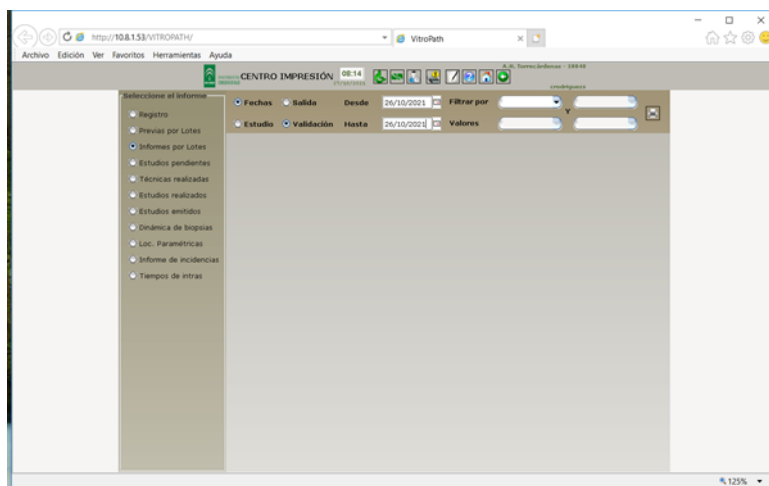 http://10.8.1.53/VITROPATH/
VitroPath
Archivo Edición Ver Favoritos Herramientas Ayuda
CENTRO IMPRESIÓN
08:14
A.H. Torrecárdenas - 10040
Seleccione el informe
Fechas Salida Desde 26/10/2021 Filtrar por
Y
Estudio Validación Hasta 26/10/2021 Valores
Registro
Previas por Lotes
Informes por Lotes
Estudios pendientes
Técnicas realizadas
Estudios realizados
Estudios emitidos
Dinámica de biopsias
Loc. Paramétricas
Informe de incidencias
Tiempos de intras
125%